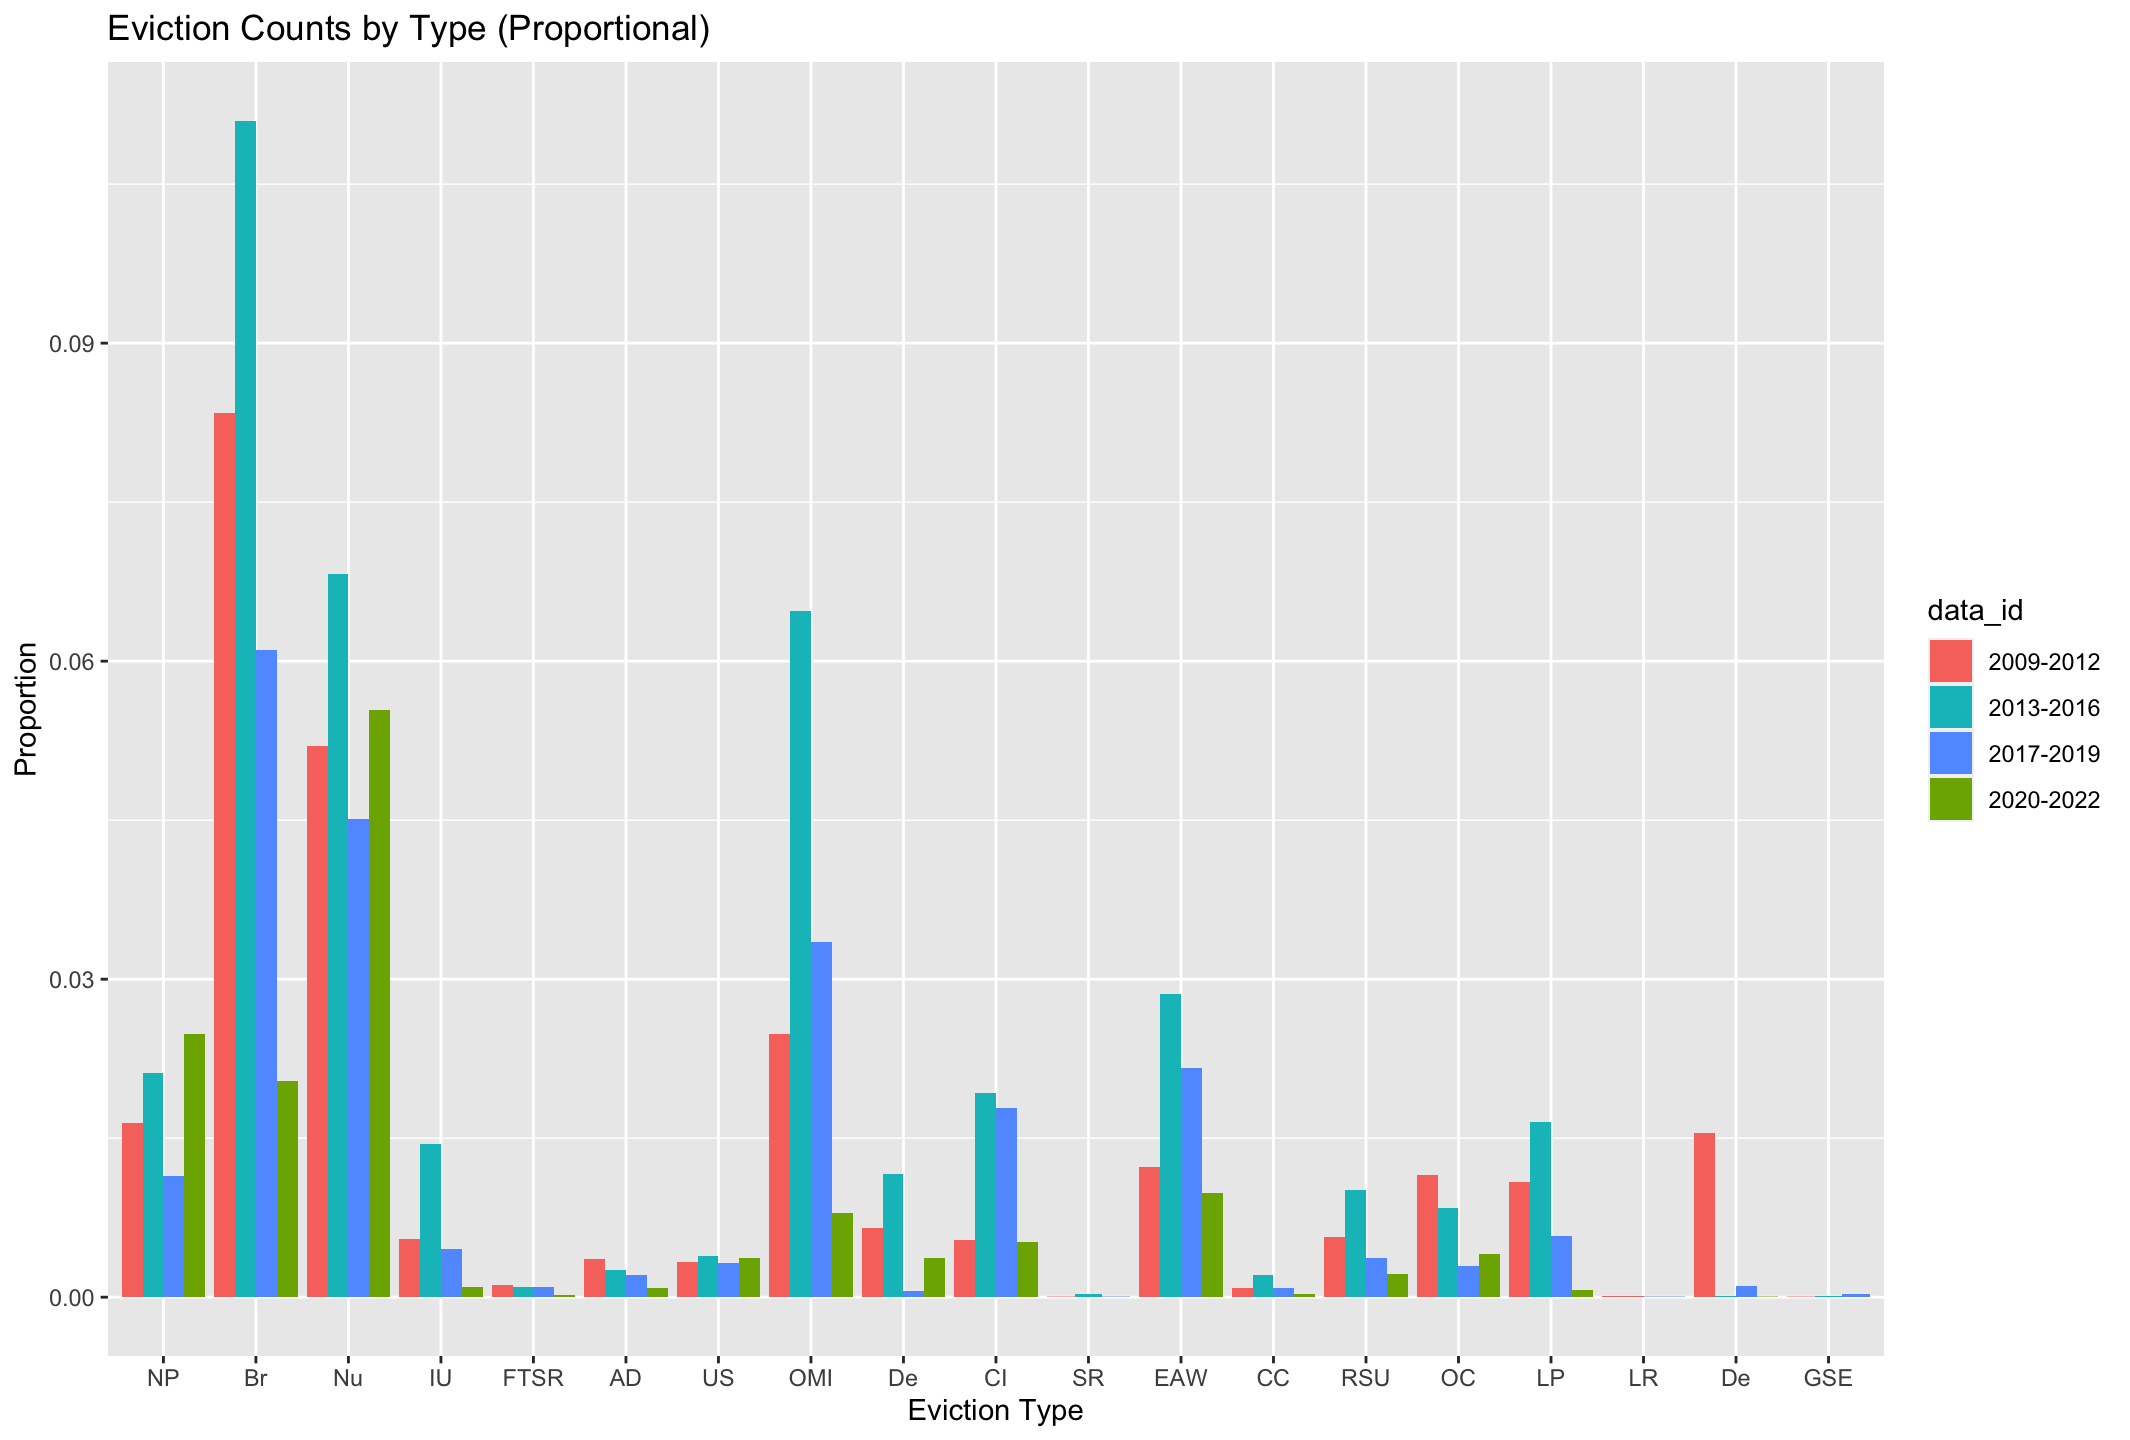 Eviction Counts by Type (Proportional)
Proportion
0.09
0.06
0.03
0.00
NP Br Nu IU FTSR AD US OMI De CI SR EAW CC RSU OC LP LR De GSE
Eviction Type
data_id
2009-2012
2013-2016
2017-2019
2020-2022